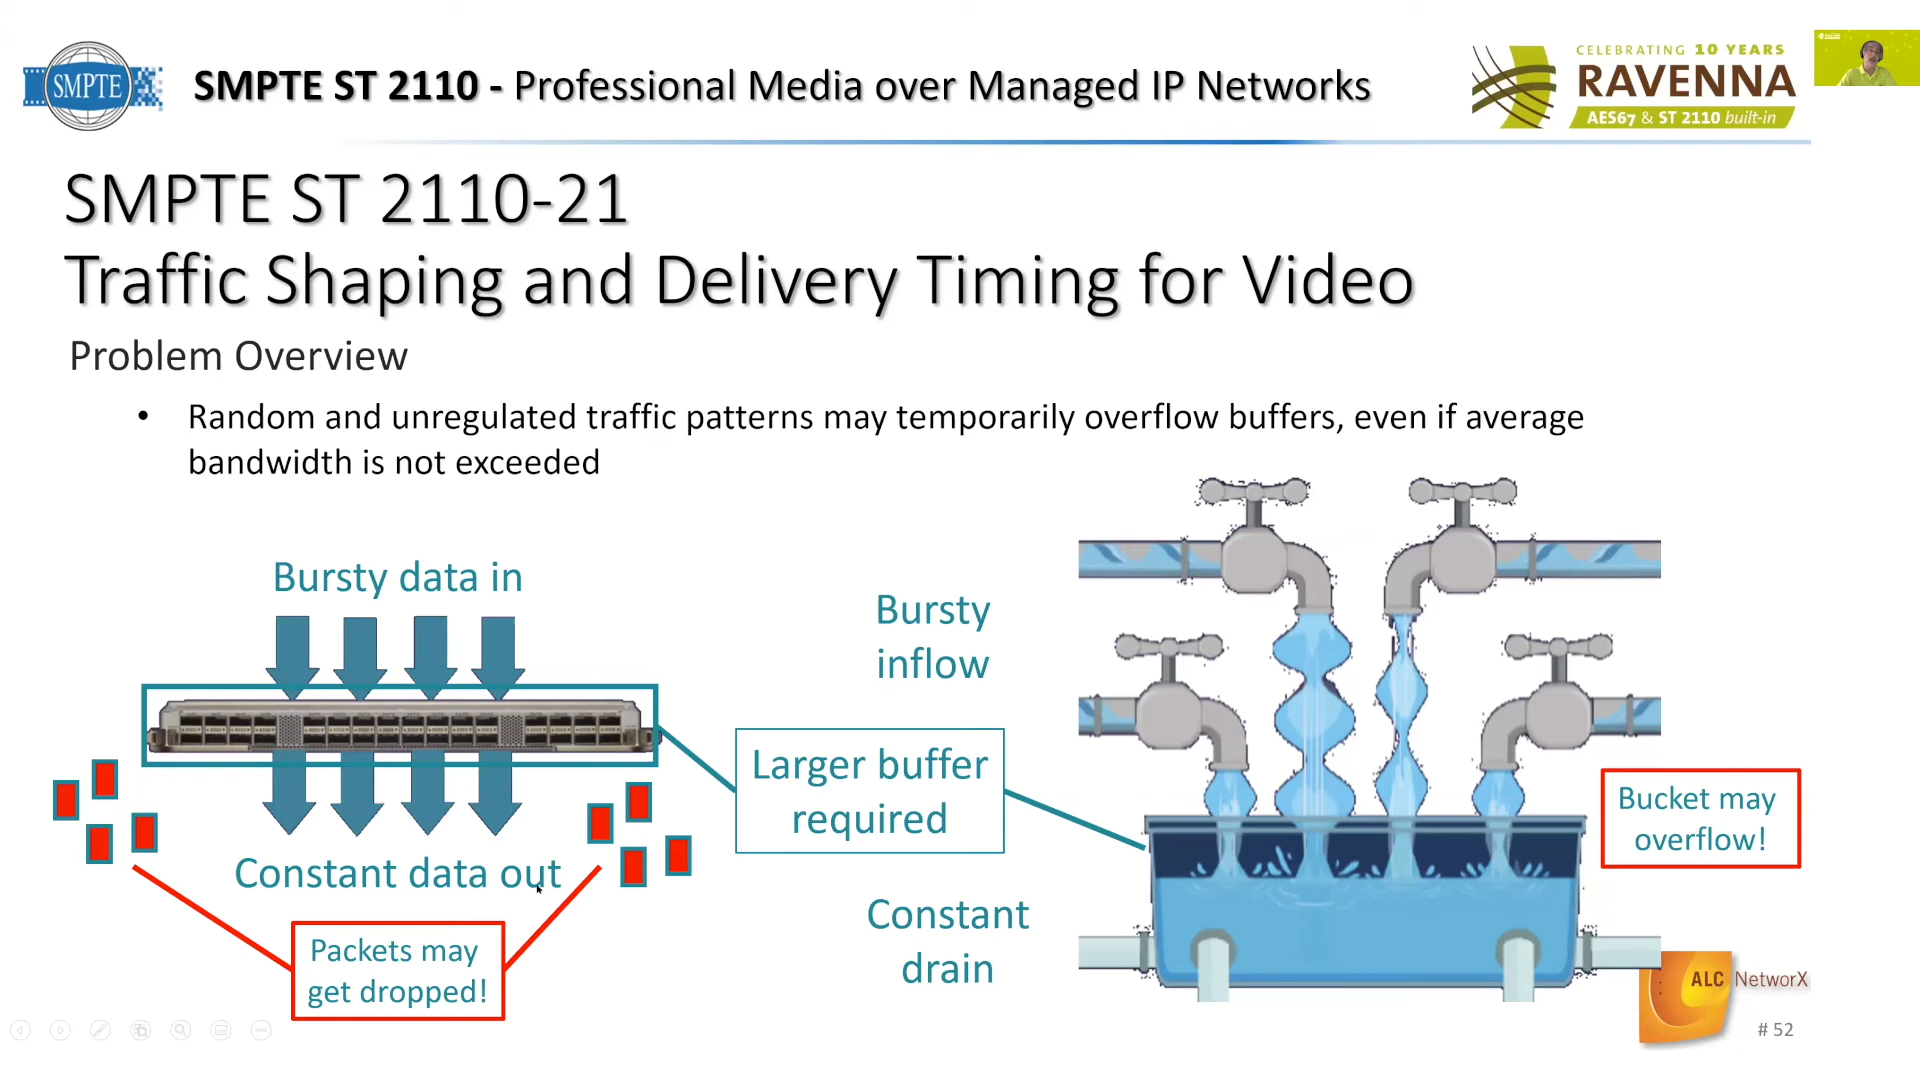 SMPTE
SMPTE ST 2110 - Professional Media over Managed IP Networks
CELEBRATING 10 YEARS
RAVENNA
AES67 & ST 2110 built-in
SMPTE ST 2110-21
Traffic Shaping and Delivery Timing for Video
Problem Overview
• Random and unregulated traffic patterns may temporarily overflow buffers, even if average
bandwidth is not exceeded
Bursty data in
Constant data out
Packets may
get dropped!
Larger buffer
required
Bursty
inflow
Constant
drain
Bucket may
overflow!
ALC NetworX
# 52